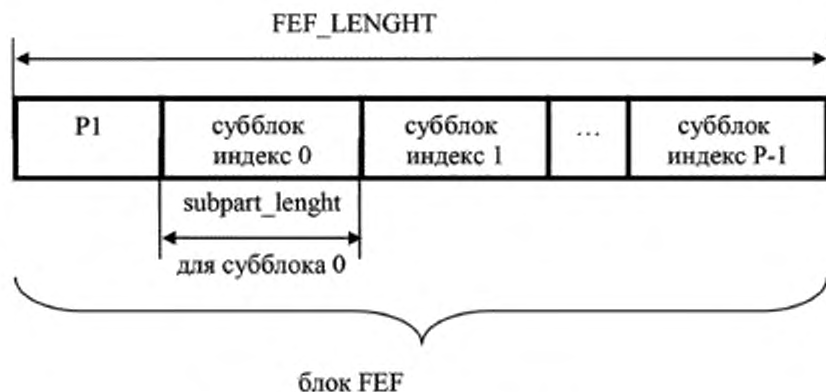 FEF_LENGHT
P1
субблок
индекс 0
субблок
индекс 1
...
субблок
индекс P-1
subpart_lenght
для субблока 0
блок FEF